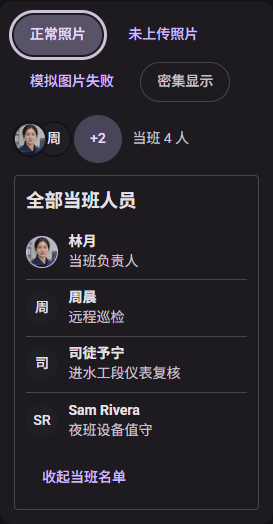 正常照片 未上传照片
模拟图片失败 密集显示
周 +2 当班 4 人
全部当班人员
林月
当班负责人
周 周晨
远程巡检
司 司徒予宁
进水工段仪表复核
SR Sam Rivera
夜班设备值守
收起当班名单